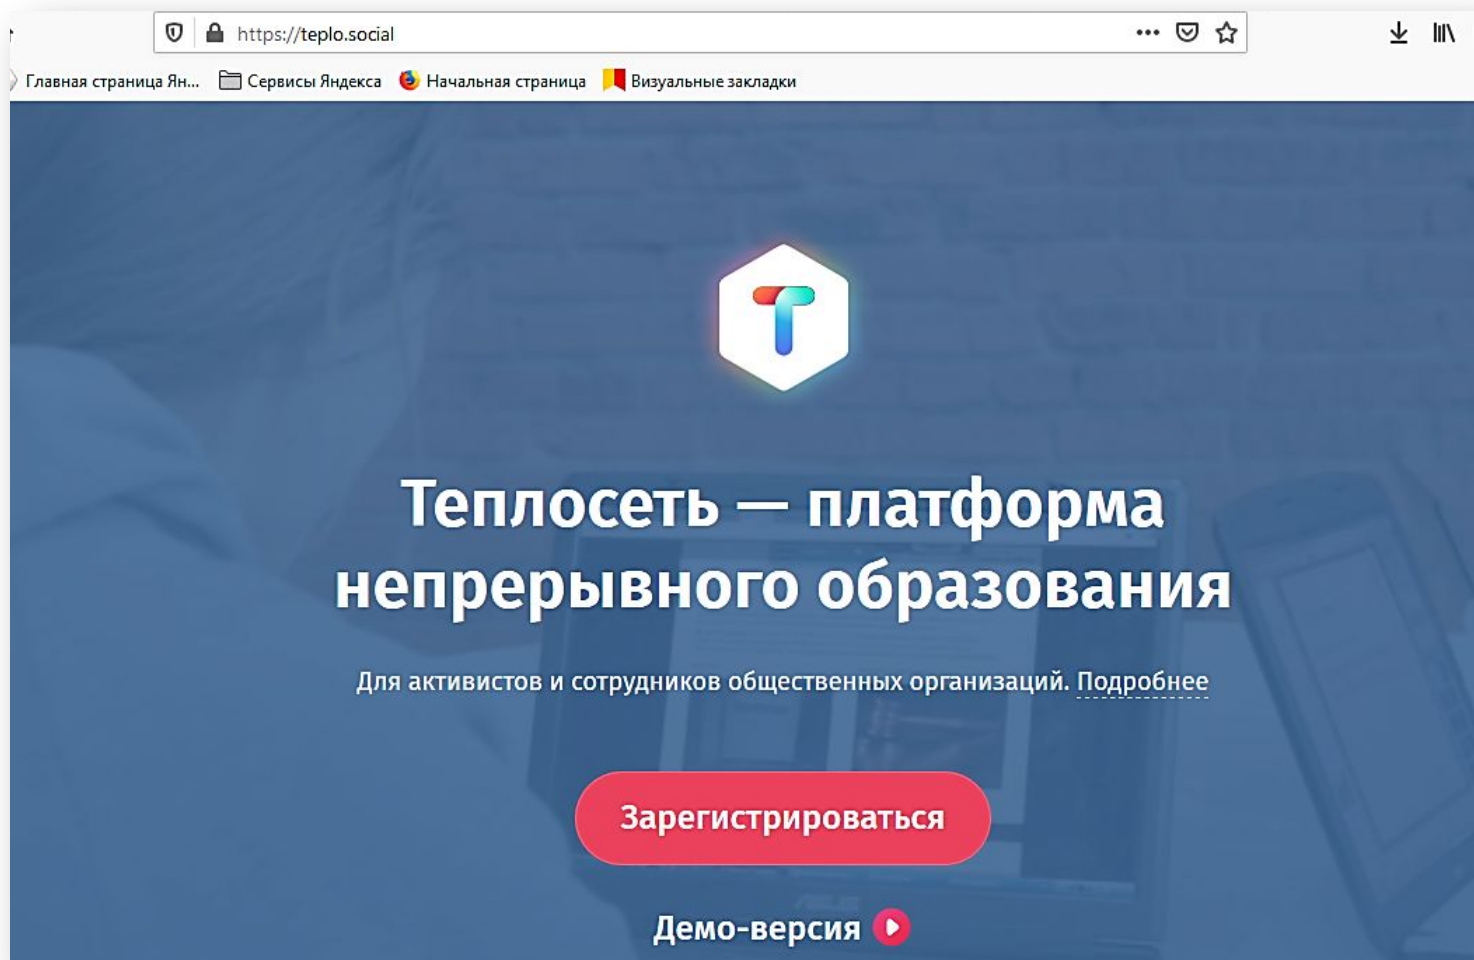 https://teplo.social
Главная страница Ян... Сервисы Яндекса Начальная страница Визуальные закладки
T
Теплосеть — платформа
непрерывного образования
Для активистов и сотрудников общественных организаций. Подробнее
Зарегистрироваться
Демо-версия